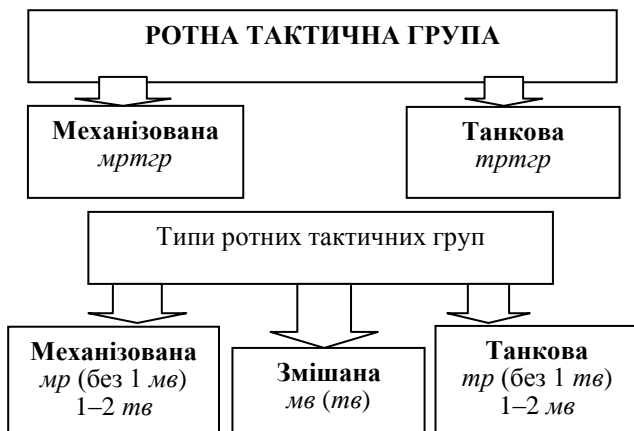 РОТНА ТАКТИЧНА ГРУПА
Механізована
мртгр
Танкова
тртгр
Типи ротних тактичних груп
Механізована
мр (без 1 мв)
1–2 тв
Змішана
мв (тв)
Танкова
тр (без 1 тв)
1–2 мв